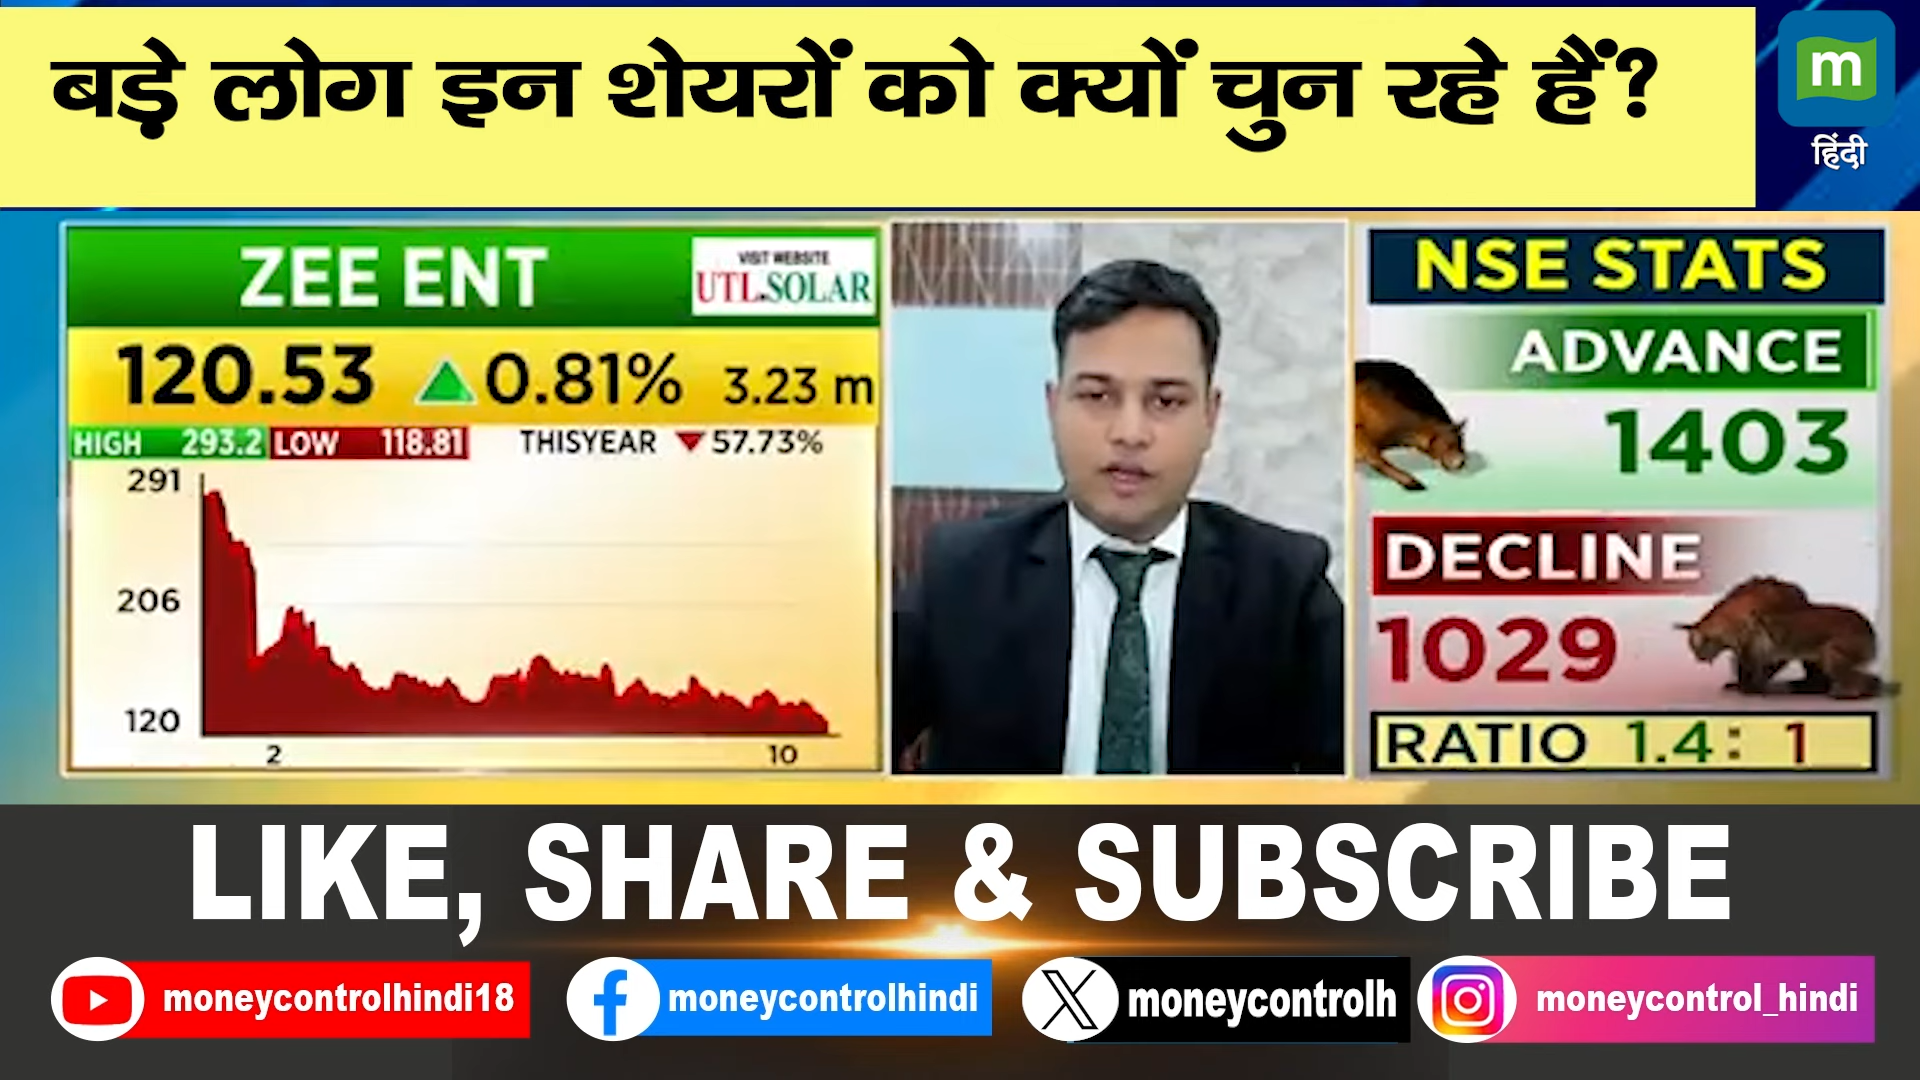 बड़े लोग इन शेयरों को क्यों चुन रहे हैं?
m
हिंदी
ZEE ENT
VISIT WEBSITE
UTL SOLAR
120.53 ▲ 0.81% 3.23 m
HIGH 293.2 LOW 118.81 THISYEAR ▼ 57.73%
291
206
120
2 10
NSE STATS
ADVANCE
1403
DECLINE
1029
RATIO 1.4 : 1
LIKE, SHARE & SUBSCRIBE
moneycontrolhindi18
moneycontrolhindi
moneycontrolh
moneycontrol_hindi